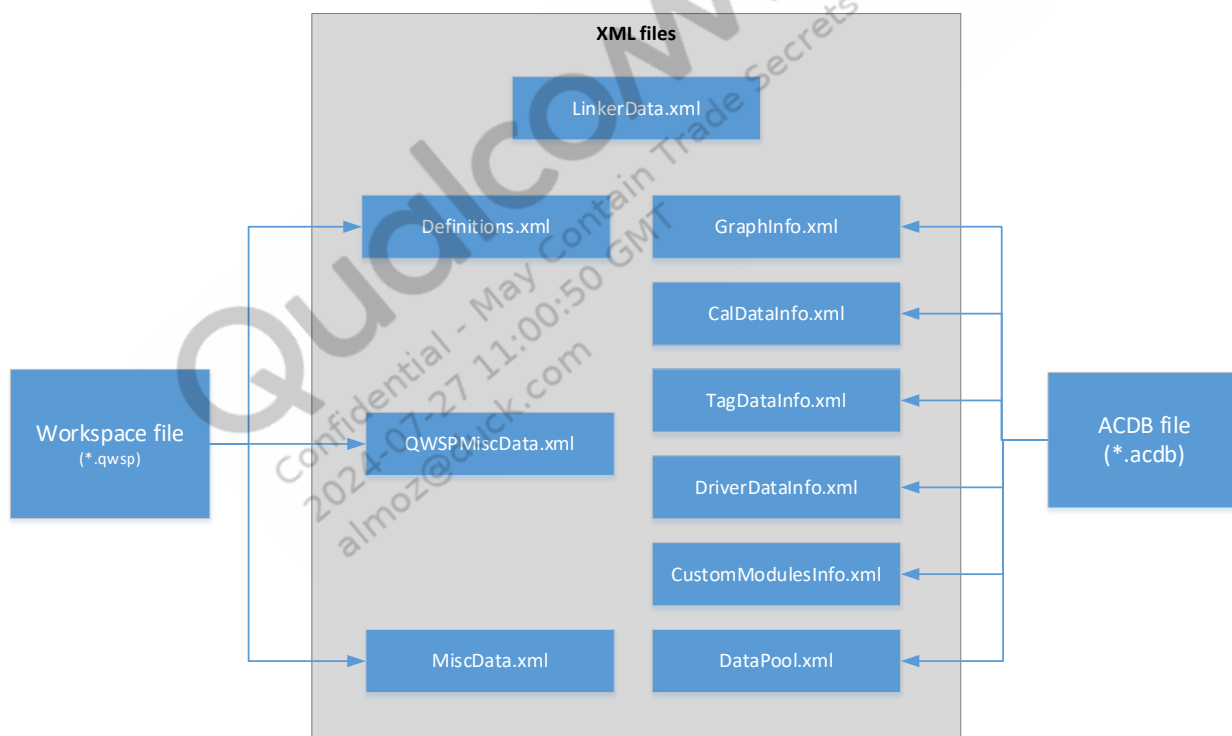 XML files
LinkerData.xml
Definitions.xml
GraphInfo.xml
CalDataInfo.xml
Workspace file
(*.qwsp)
TagDataInfo.xml
ACDB file
(*.acdb)
QWSPMiscData.xml
DriverDataInfo.xml
CustomModulesInfo.xml
MiscData.xml
DataPool.xml
Confidential - May Contain Trade Secrets
2024-07-27 11:00:50 GMT
almoz@duck.com